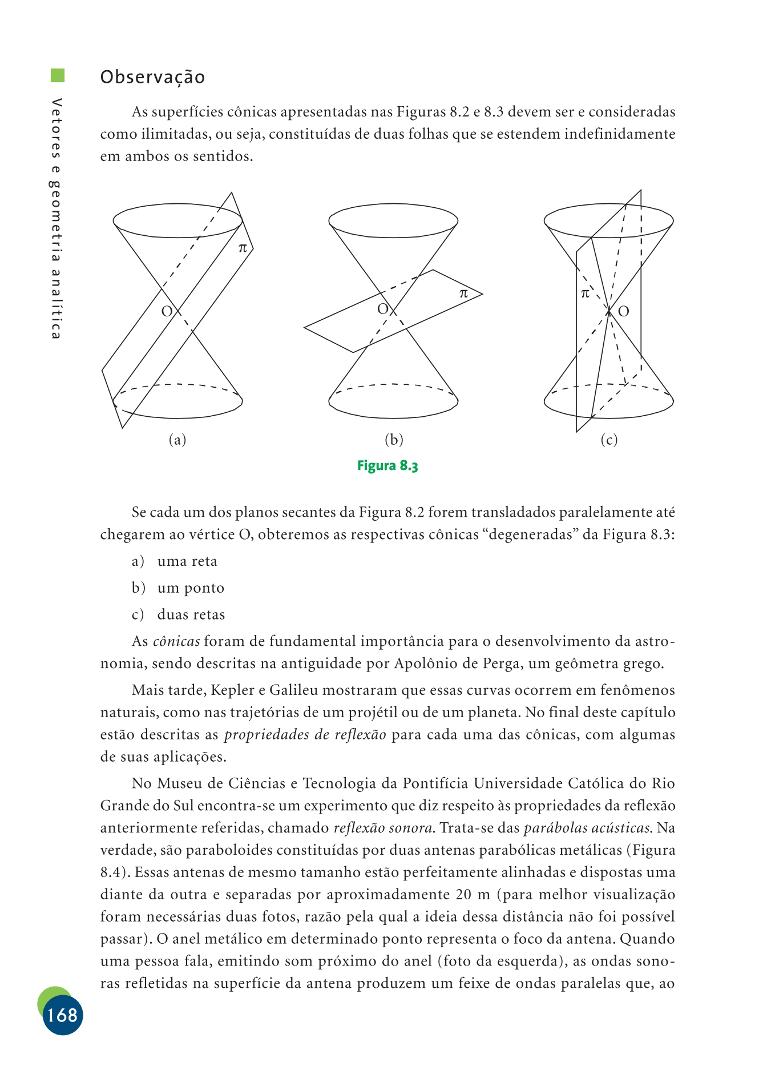 Observação
As superfícies cônicas apresentadas nas Figuras 8.2 e 8.3 devem ser e consideradas
como ilimitadas, ou seja, constituídas de duas folhas que se estendem indefinidamente
em ambos os sentidos.
Vetores e geometria analítica
π
O
π
O
π
O
(a)
(b)
(c)
Figura 8.3
Se cada um dos planos secantes da Figura 8.2 forem transladados paralelamente até
chegarem ao vértice O, obteremos as respectivas cônicas “degeneradas” da Figura 8.3:
a) uma reta
b) um ponto
c) duas retas
As cônicas foram de fundamental importância para o desenvolvimento da astro-
nomia, sendo descritas na antiguidade por Apolônio de Perga, um geômetra grego.
Mais tarde, Kepler e Galileu mostraram que essas curvas ocorrem em fenômenos
naturais, como nas trajetórias de um projétil ou de um planeta. No final deste capítulo
estão descritas as propriedades de reflexão para cada uma das cônicas, com algumas
de suas aplicações.
No Museu de Ciências e Tecnologia da Pontifícia Universidade Católica do Rio
Grande do Sul encontra-se um experimento que diz respeito às propriedades da reflexão
anteriormente referidas, chamado reflexão sonora. Trata-se das parábolas acústicas. Na
verdade, são paraboloides constituídas por duas antenas parabólicas metálicas (Figura
8.4). Essas antenas de mesmo tamanho estão perfeitamente alinhadas e dispostas uma
diante da outra e separadas por aproximadamente 20 m (para melhor visualização
foram necessárias duas fotos, razão pela qual a ideia dessa distância não foi possível
passar). O anel metálico em determinado ponto representa o foco da antena. Quando
uma pessoa fala, emitindo som próximo do anel (foto da esquerda), as ondas sono-
ras refletidas na superfície da antena produzem um feixe de ondas paralelas que, ao
168